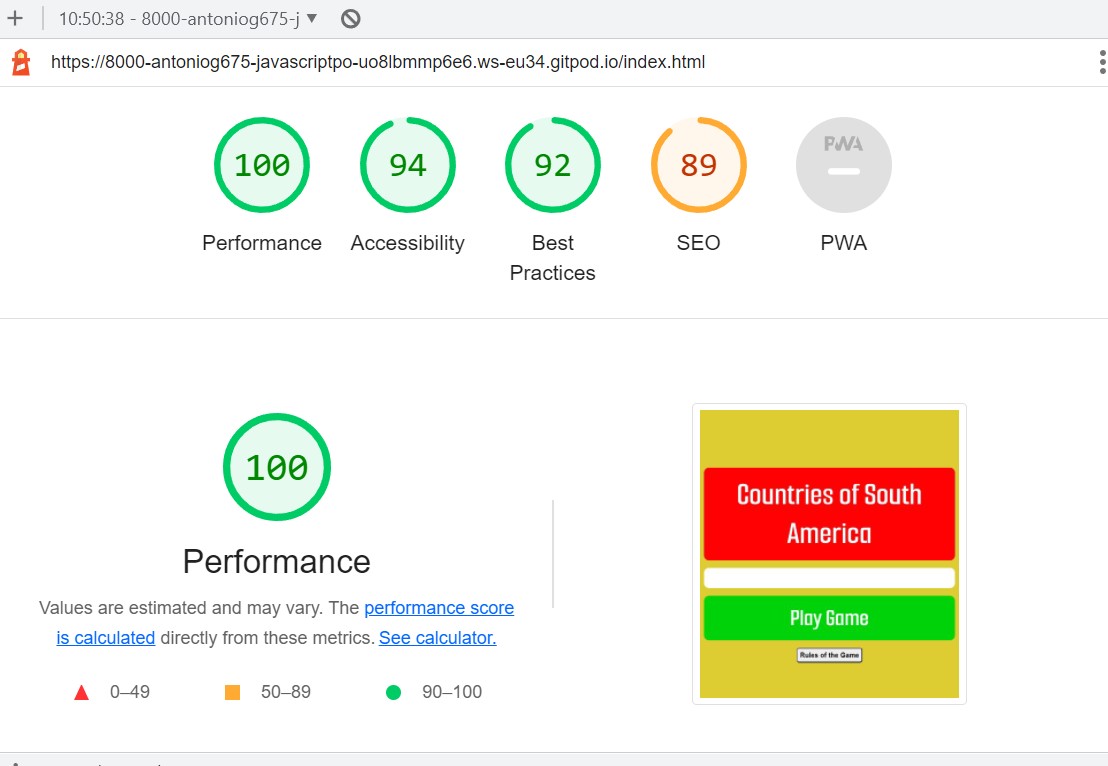 10:50:38 - 8000-antoniog675-j
https://8000-antoniog675-javascriptpo-uo8lbmmp6e6.ws-eu34.gitpod.io/index.html
100
94
92
89
PWA
Performance
Accessibility
Best
Practices
SEO
PWA
100
Performance
Values are estimated and may vary. The performance score
is calculated directly from these metrics. See calculator.
0–49
50–89
90–100
Countries of South
America
Play Game
Rules of the Game